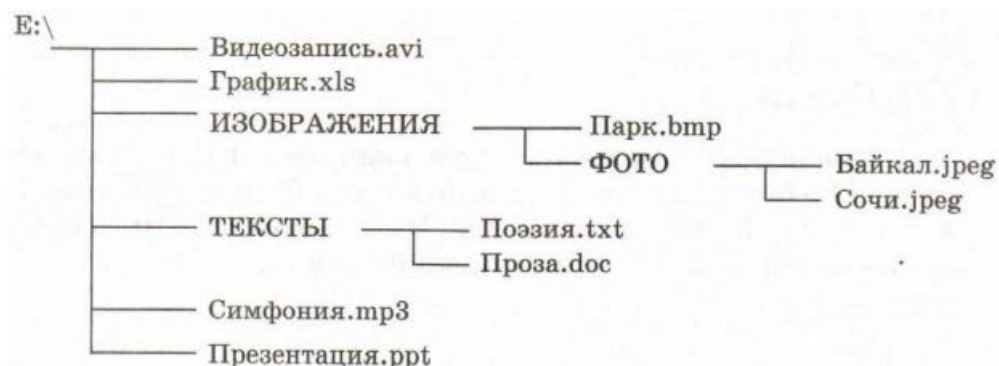 E:\
Видеозапись.avi
График.xls
ИЗОБРАЖЕНИЯ Парк.bmp
ФОТО Байкал.jpeg
Сочи.jpeg
ТЕКСТЫ Поэзия.txt
Проза.doc
Симфония.mp3
Презентация.ppt